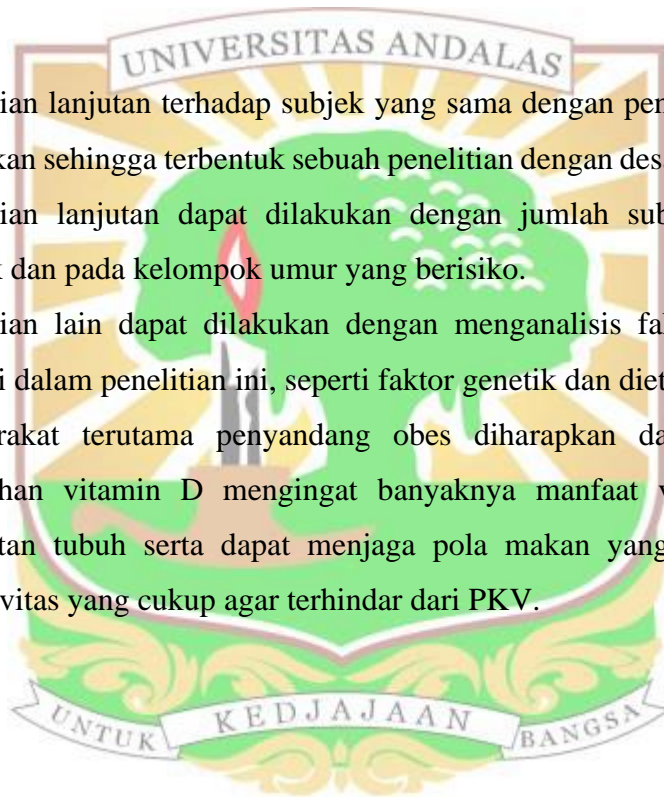 UNIVERSITAS ANDALAS
ian lanjutan terhadap subjek yang sama dengan pen
kan sehingga terbentuk sebuah penelitian dengan des
ian lanjutan dapat dilakukan dengan jumlah sub
dan pada kelompok umur yang berisiko.
ian lain dapat dilakukan dengan menganalisis fa
i dalam penelitian ini, seperti faktor genetik dan diet
rakat terutama penyandang obes diharapkan da
han vitamin D mengingat banyaknya manfaat v
tan tubuh serta dapat menjaga pola makan yang
vitas yang cukup agar terhindar dari PKV.
UNTUK KEDJAJAAN BANGSA